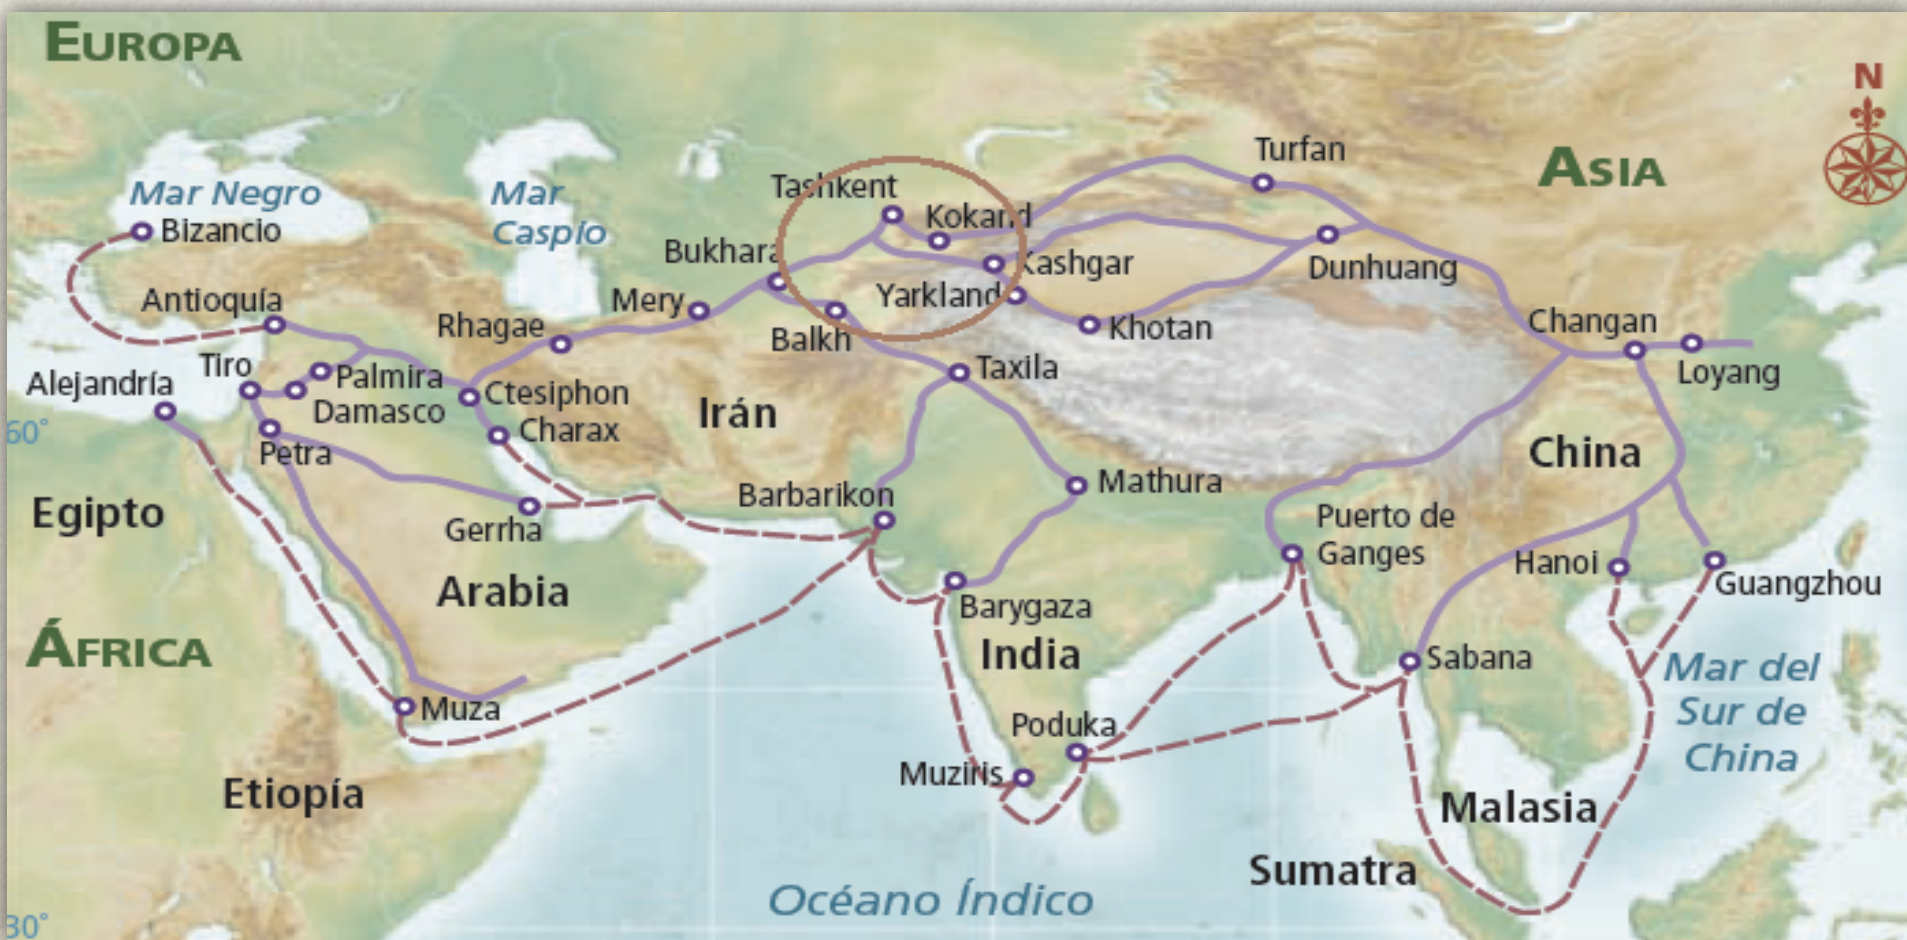 EUROPA
N
Turfan
ASIA
Tashkent
Mar Negro
Mar
Caspio
Kokand
Bizancio
Bukhara
Kashgar
Dunhuang
Antioquía
Mery
Yarkland
Rhagae
Balkh
Khotan
Changan
Tiro
Palmira
Taxila
Loyang
Alejandría
Damasco
Ctesiphon
Irán
60°
Charax
Petra
China
Mathura
Barbarikon
Egipto
Gerrha
Puerto de
Ganges
Hanoi
Guangzhou
Arabia
Barygaza
ÁFRICA
India
Sabana
Mar del
Sur de
China
Muza
Poduka
Muziris
Etiopía
Malasia
Sumatra
Océano Índico
30°